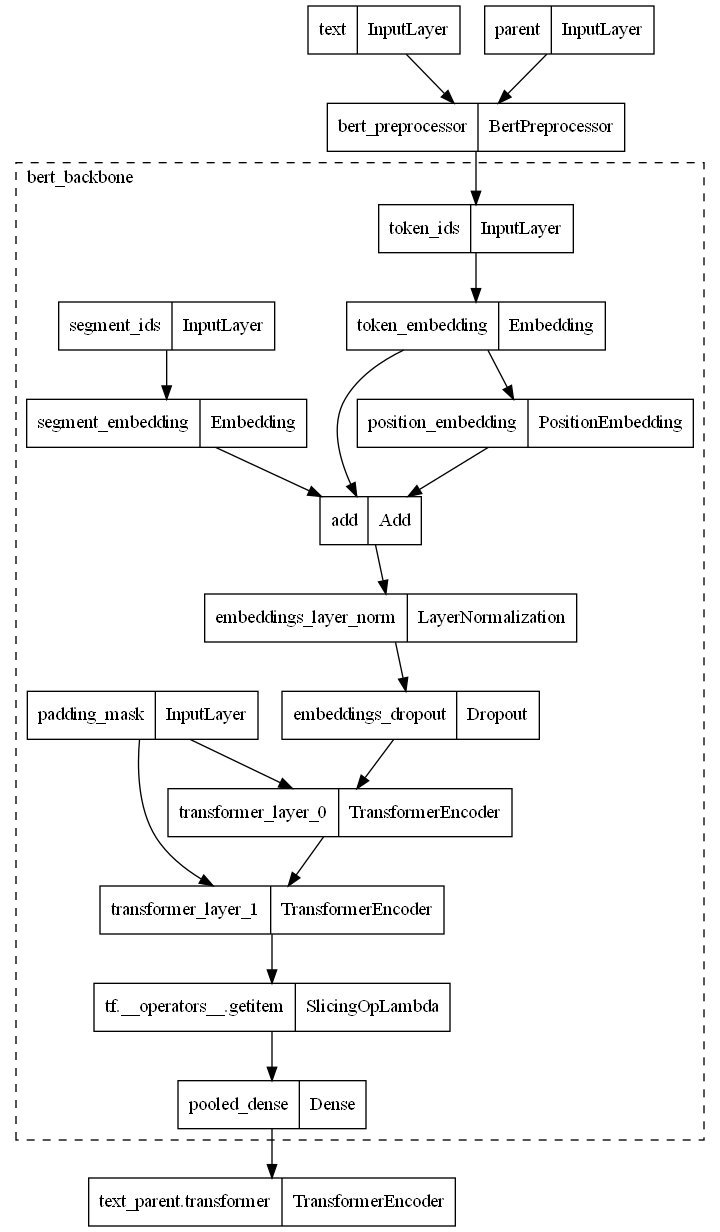 text InputLayer parent InputLayer
bert_preprocessor BertPreprocessor
bert_backbone
token_ids InputLayer
segment_ids InputLayer token_embedding Embedding
segment_embedding Embedding position_embedding PositionEmbedding
add Add
embeddings_layer_norm LayerNormalization
padding_mask InputLayer embeddings_dropout Dropout
transformer_layer_0 TransformerEncoder
transformer_layer_1 TransformerEncoder
tf.__operators__.getitem SlicingOpLambda
pooled_dense Dense
text_parent.transformer TransformerEncoder